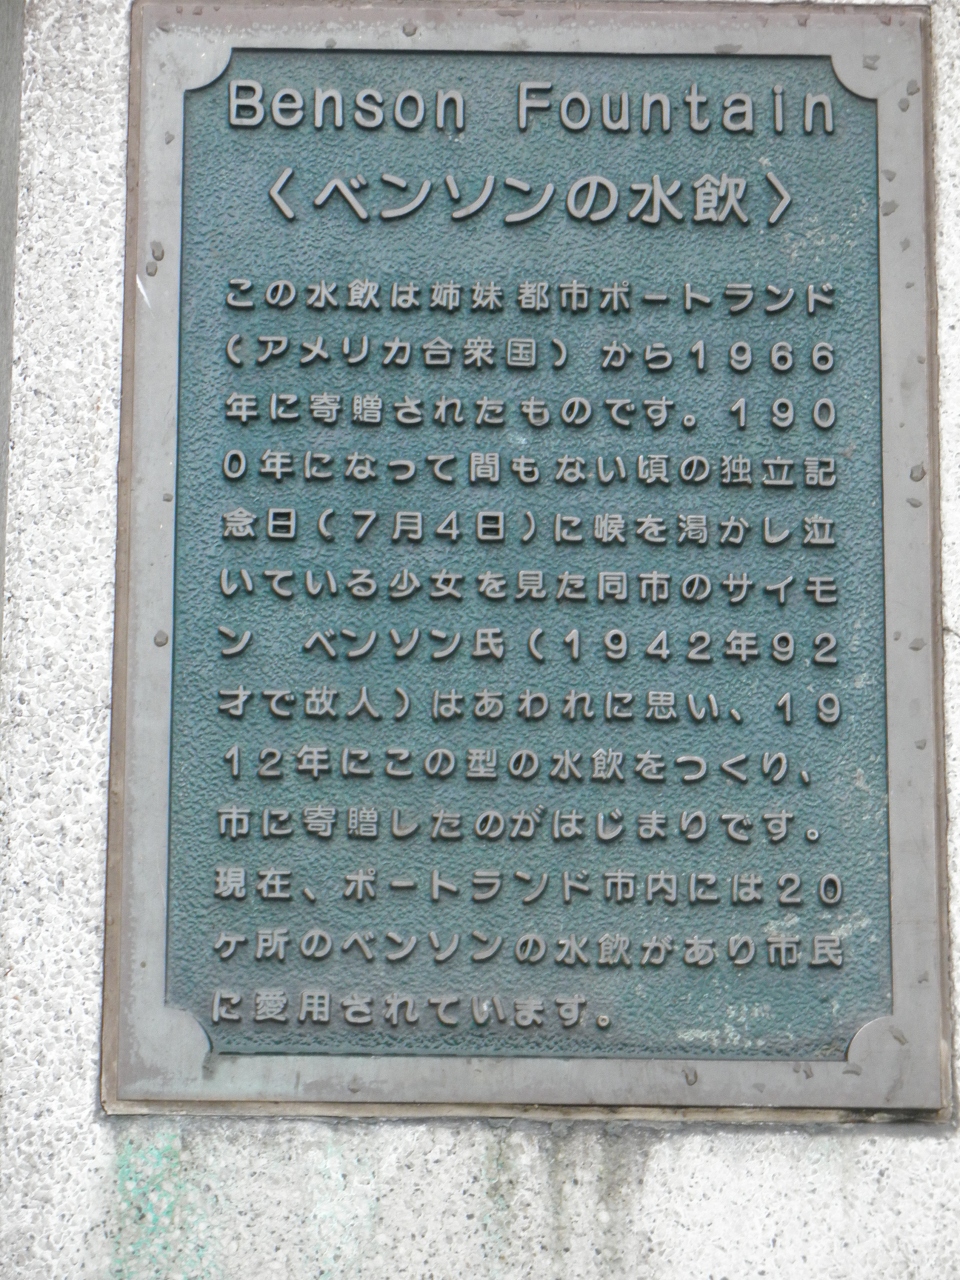 Benson Fountain
〈ベンソンの水飲〉
この水飲は姉妹都市ポートランド
(アメリカ合衆国)から1966
年に寄贈されたものです。190
0年になって間もない頃の独立記
念日(7月4日)に喉を渇かし泣
いている少女を見た同市のサイモ
ン ベンソン氏(1942年92
才で故人)はあわれに思い、19
12年にこの型の水飲をつくり、
市に寄贈したのがはじまりです。
現在、ポートランド市内には20
ケ所のベンソンの水飲があり市民
に愛用されています。